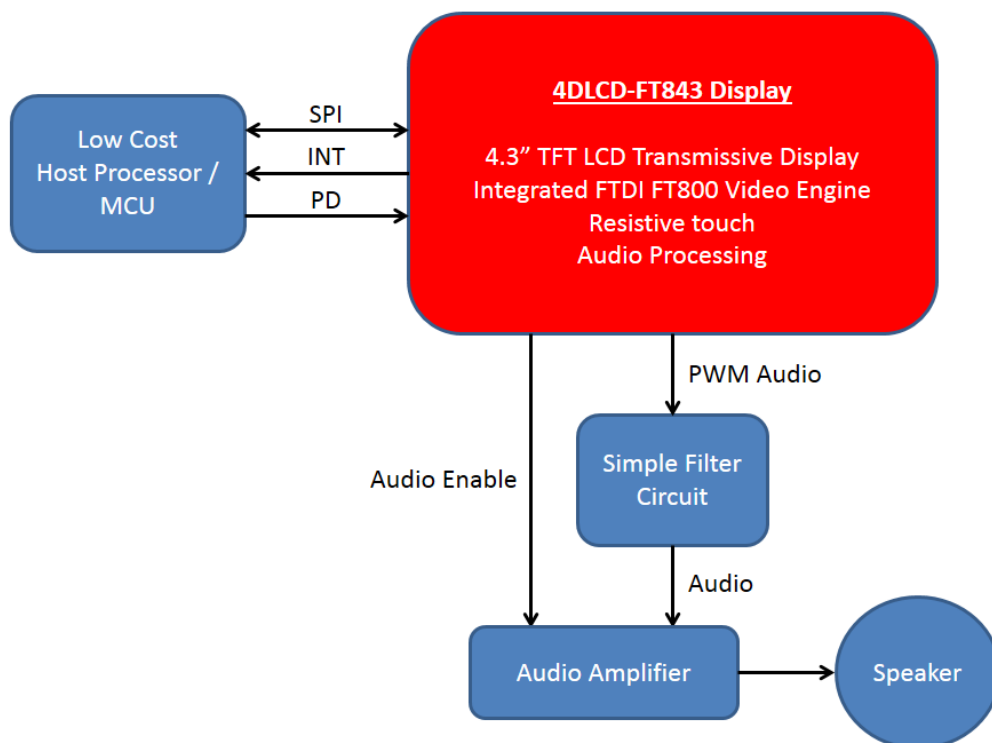 4DLCD-FT843 Display
4.3” TFT LCD Transmissive Display
Integrated FTDI FT800 Video Engine
Resistive touch
Audio Processing
Low Cost
Host Processor /
MCU
SPI
INT
PD
PWM Audio
Audio Enable
Simple Filter
Circuit
Audio
Audio Amplifier
Speaker